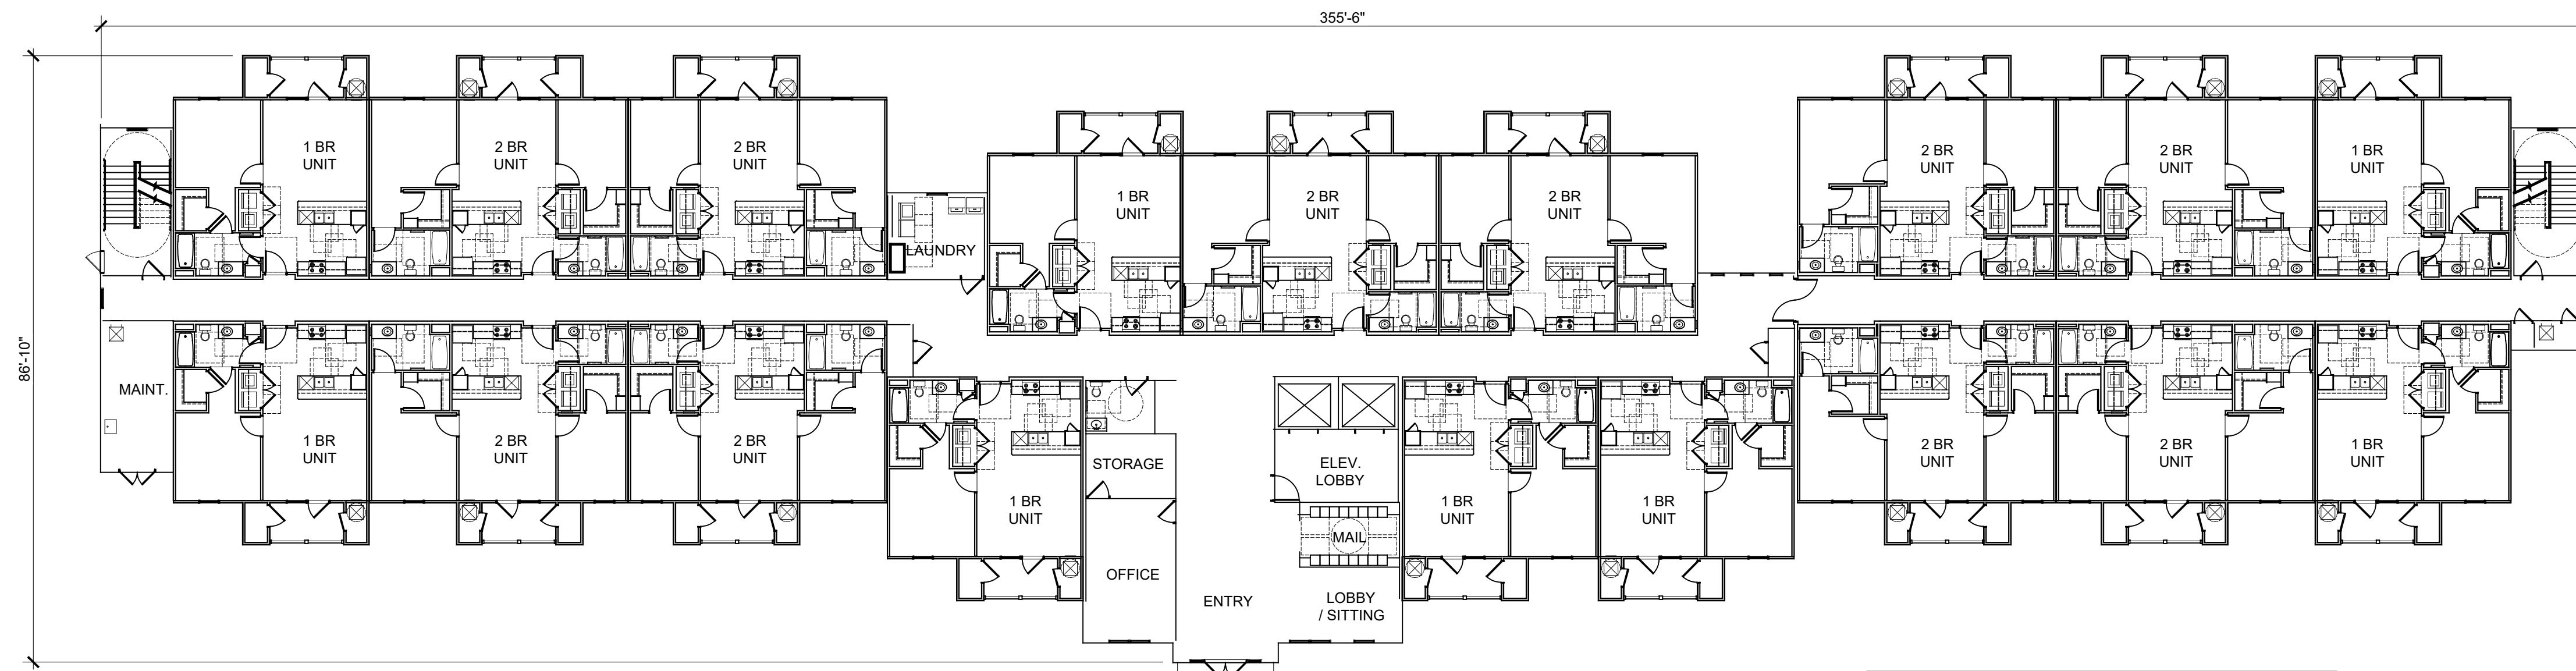 355'-6"
86'-10"
1 BR
UNIT
2 BR
UNIT
2 BR
UNIT
2 BR
UNIT
2 BR
UNIT
1 BR
UNIT
1 BR
UNIT
2 BR
UNIT
2 BR
UNIT
LAUNDRY
MAINT.
1 BR
UNIT
2 BR
UNIT
2 BR
UNIT
2 BR
UNIT
2 BR
UNIT
1 BR
UNIT
STORAGE
ELEV.
LOBBY
1 BR
UNIT
1 BR
UNIT
1 BR
UNIT
MAIL
OFFICE
ENTRY
LOBBY
/ SITTING